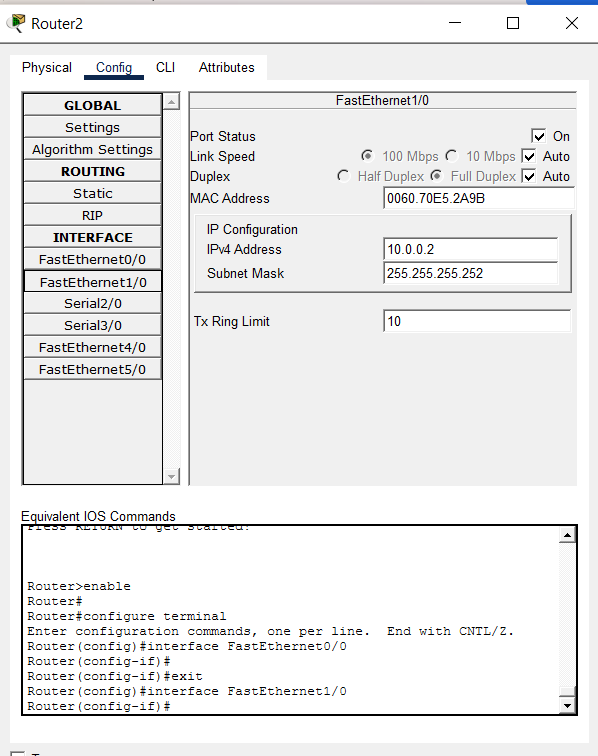 Router2
Physical Config CLI Attributes
GLOBAL
Settings
Algorithm Settings
ROUTING
Static
RIP
INTERFACE
FastEthernet0/0
FastEthernet1/0
Serial2/0
Serial3/0
FastEthernet4/0
FastEthernet5/0
FastEthernet1/0
Port Status On
Link Speed 100 Mbps 10 Mbps Auto
Duplex Half Duplex Full Duplex Auto
MAC Address 0060.70E5.2A9B
IP Configuration
IPv4 Address 10.0.0.2
Subnet Mask 255.255.255.252
Tx Ring Limit 10
Equivalent IOS Commands
Press RETURN to get started!
Router>enable
Router#
Router#configure terminal
Enter configuration commands, one per line.  End with CNTL/Z.
Router(config)#interface FastEthernet0/0
Router(config-if)#
Router(config-if)#exit
Router(config)#interface FastEthernet1/0
Router(config-if)#